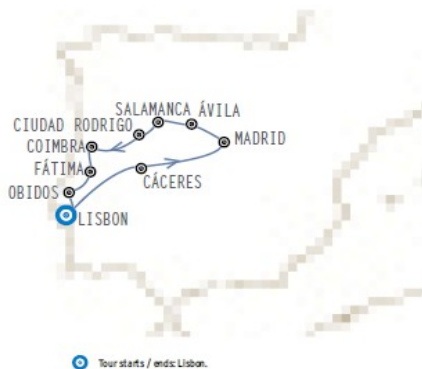 SALAMANCA ÁVILA
CIUDAD RODRIGO
MADRID
COIMBRA
FÁTIMA
CÁCERES
OBIDOS
LISBON
Tour starts / ends: Lisbon.